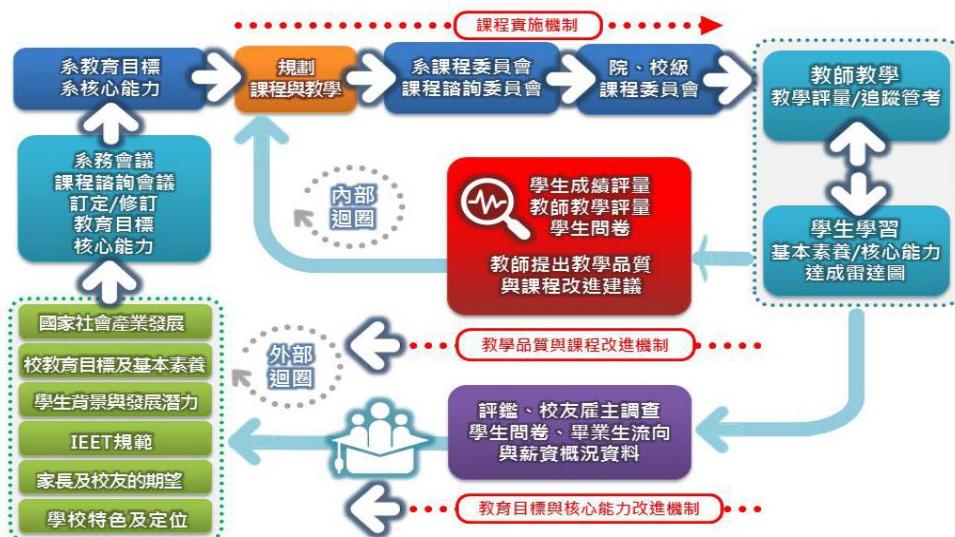 課程實施機制
系教育目標
系核心能力
規劃
課程與教學
系課程委員會
課程諮詢委員會
院、校級
課程委員會
教師教學
教學評量/追蹤管考
系務會議
課程諮詢會議
訂定/修訂
教育目標
核心能力
內部
迴圈
學生成績評量
教師教學評量
學生問卷
教師提出教學品質
與課程改進建議
學生學習
基本素養/核心能力
達成雷達圖
國家社會產業發展
校教育目標及基本素養
學生背景與發展潛力
IEET規範
家長及校友的期望
學校特色及定位
外部
迴圈
教學品質與課程改進機制
評鑑、校友雇主調查
學生問卷、畢業生流向
與薪資概況資料
教育目標與核心能力改進機制